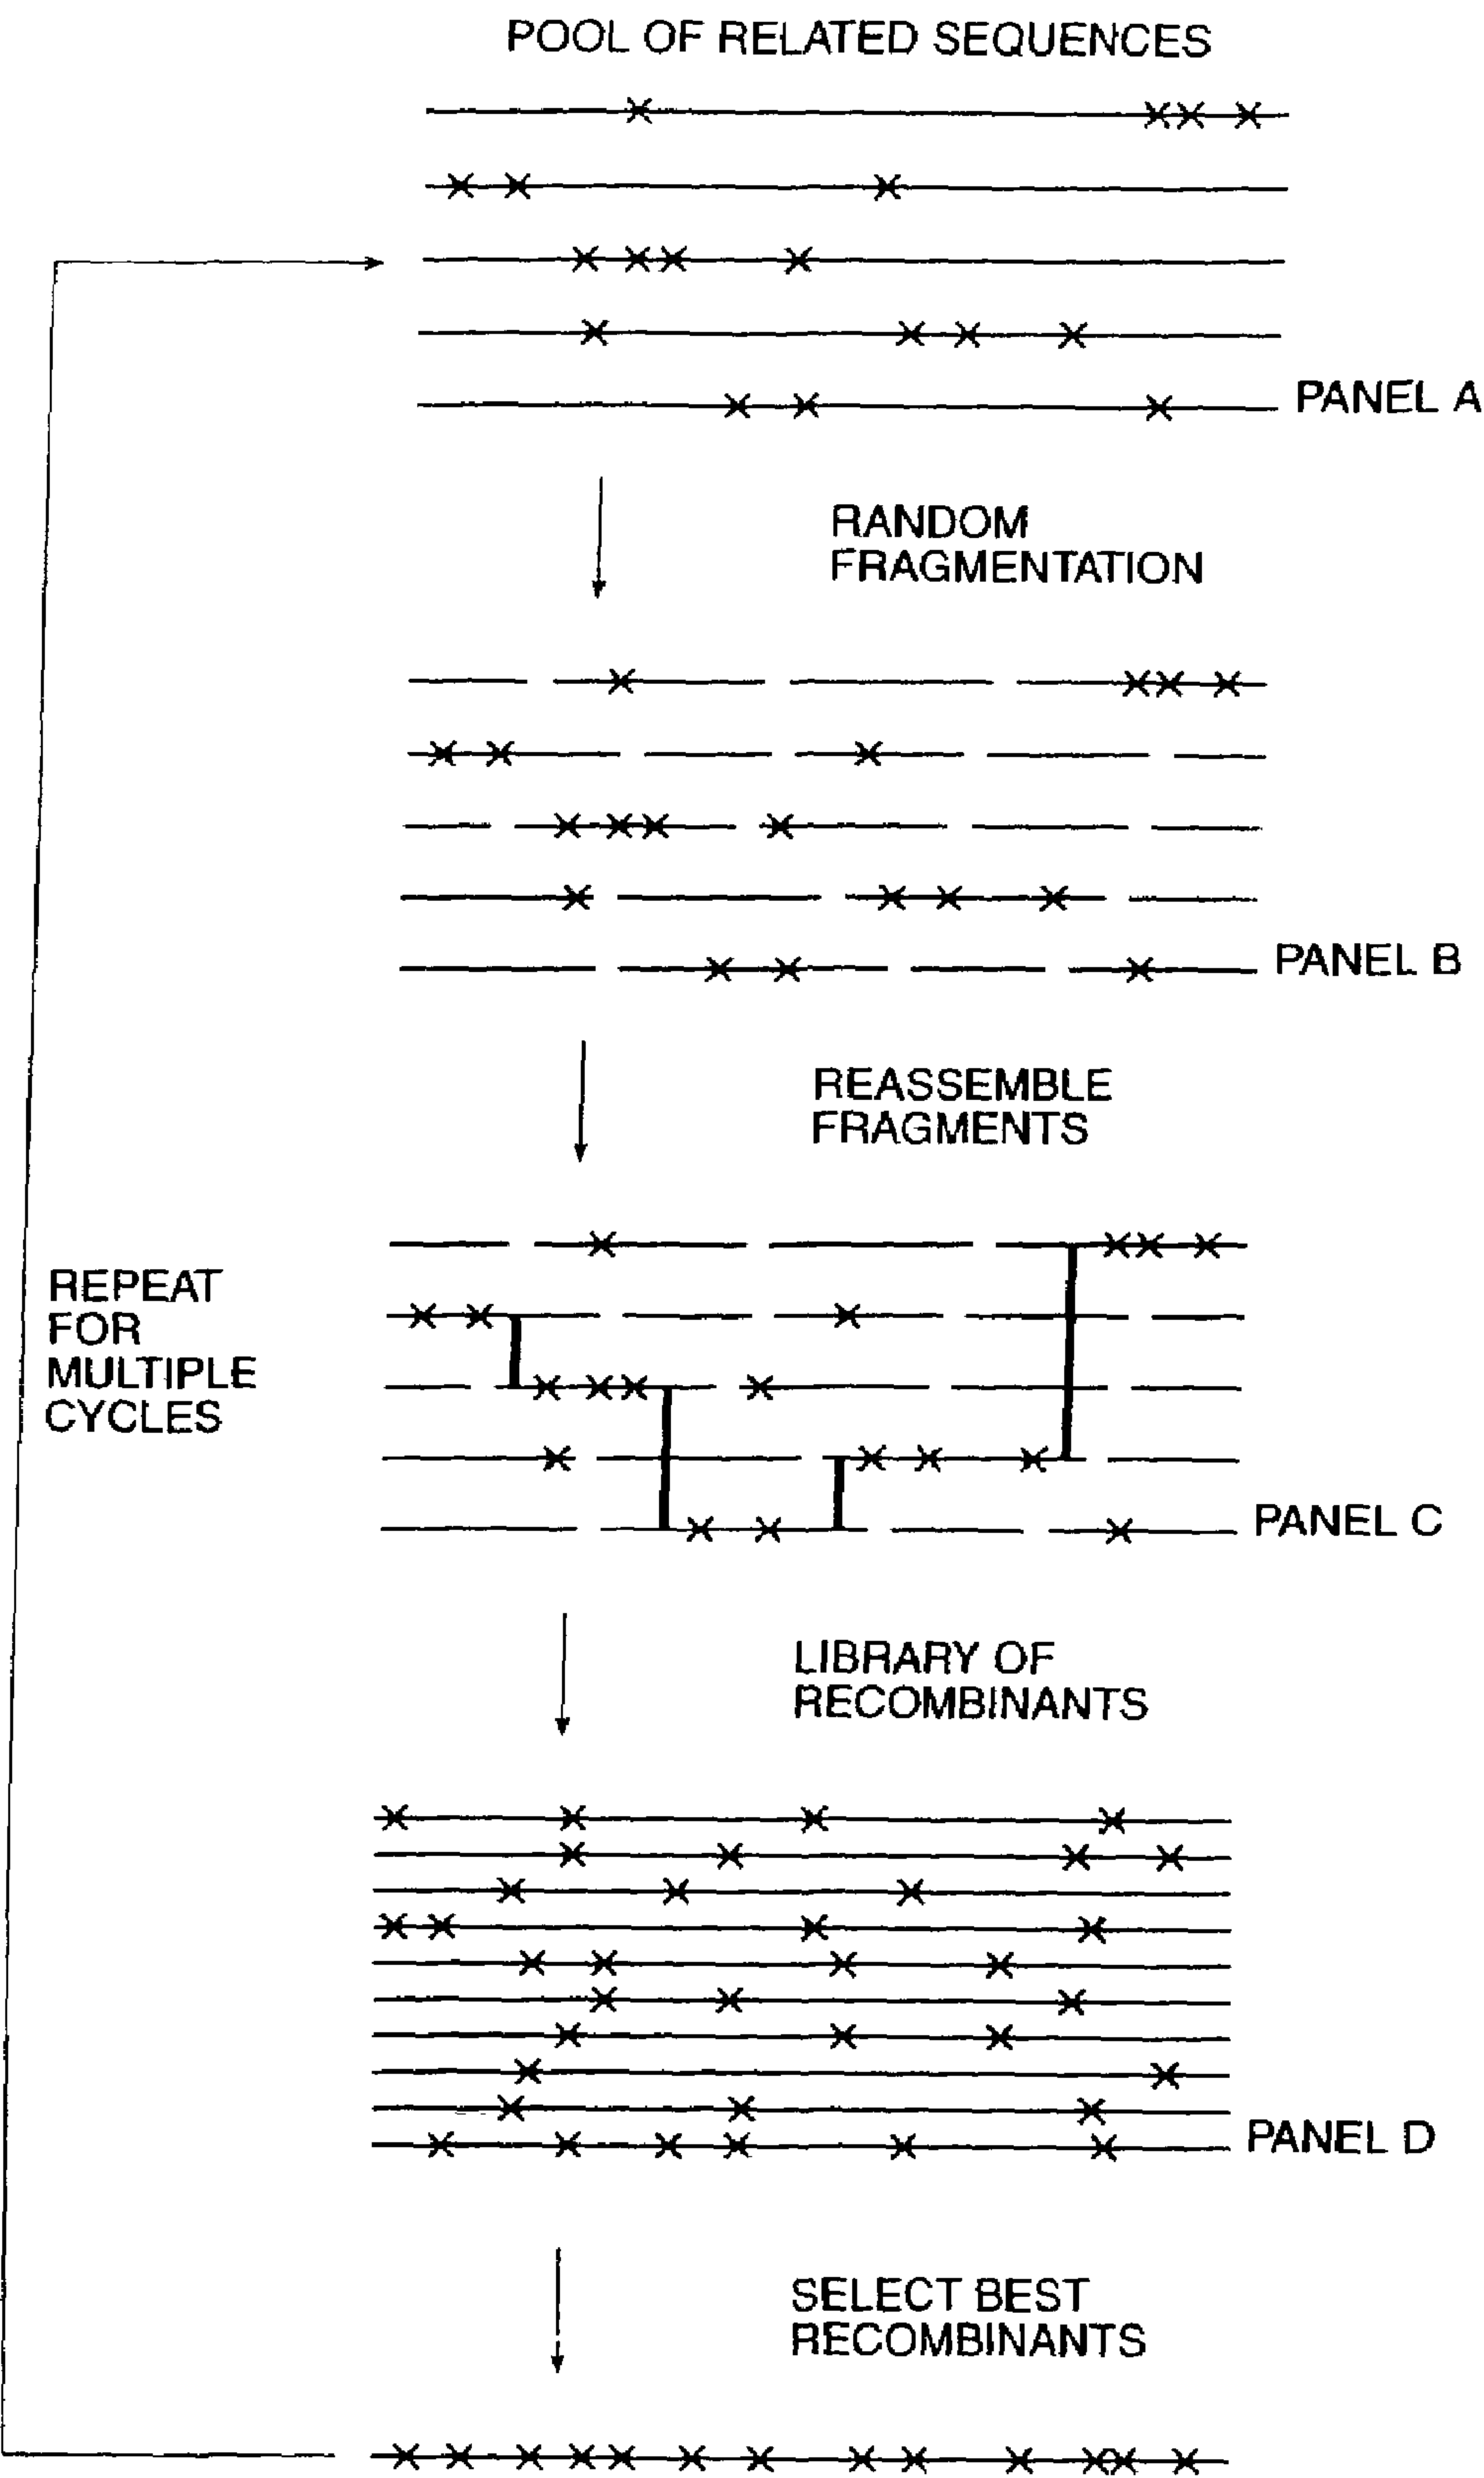 POOL OF RELATED SEQUENCES
PANEL A
RANDOM
FRAGMENTATION
PANEL B
REASSEMBLE
FRAGMENTS
REPEAT
FOR
MULTIPLE
CYCLES
PANEL C
LIBRARY OF
RECOMBINANTS
PANEL D
SELECT BEST
RECOMBINANTS